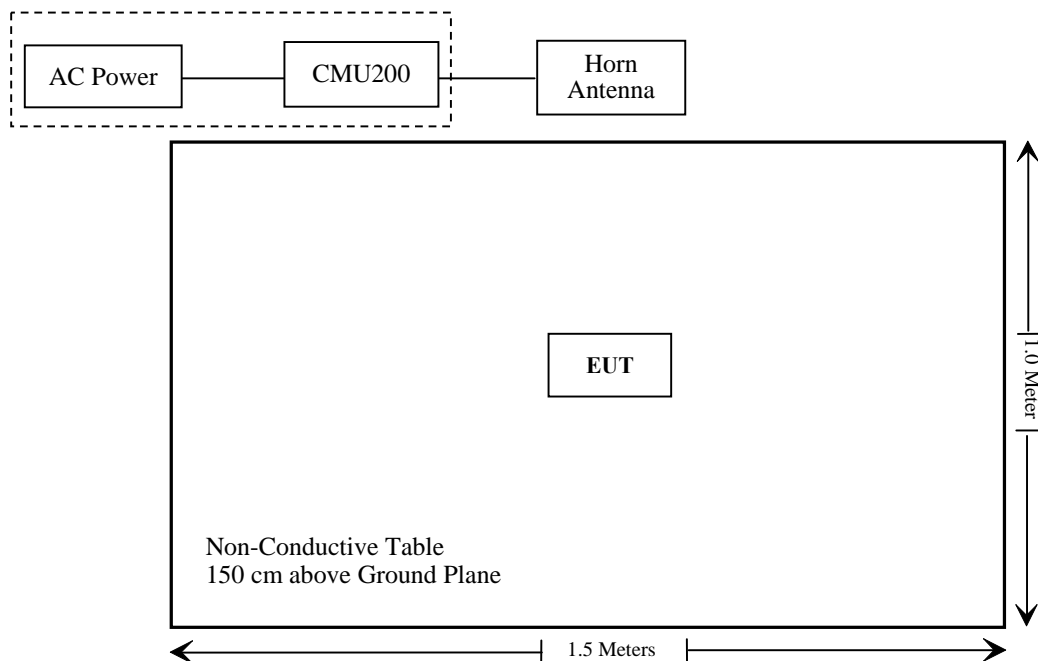 AC Power
CMU200
Horn
Antenna
EUT
1.0 Meter
Non-Conductive Table
150 cm above Ground Plane
1.5 Meters